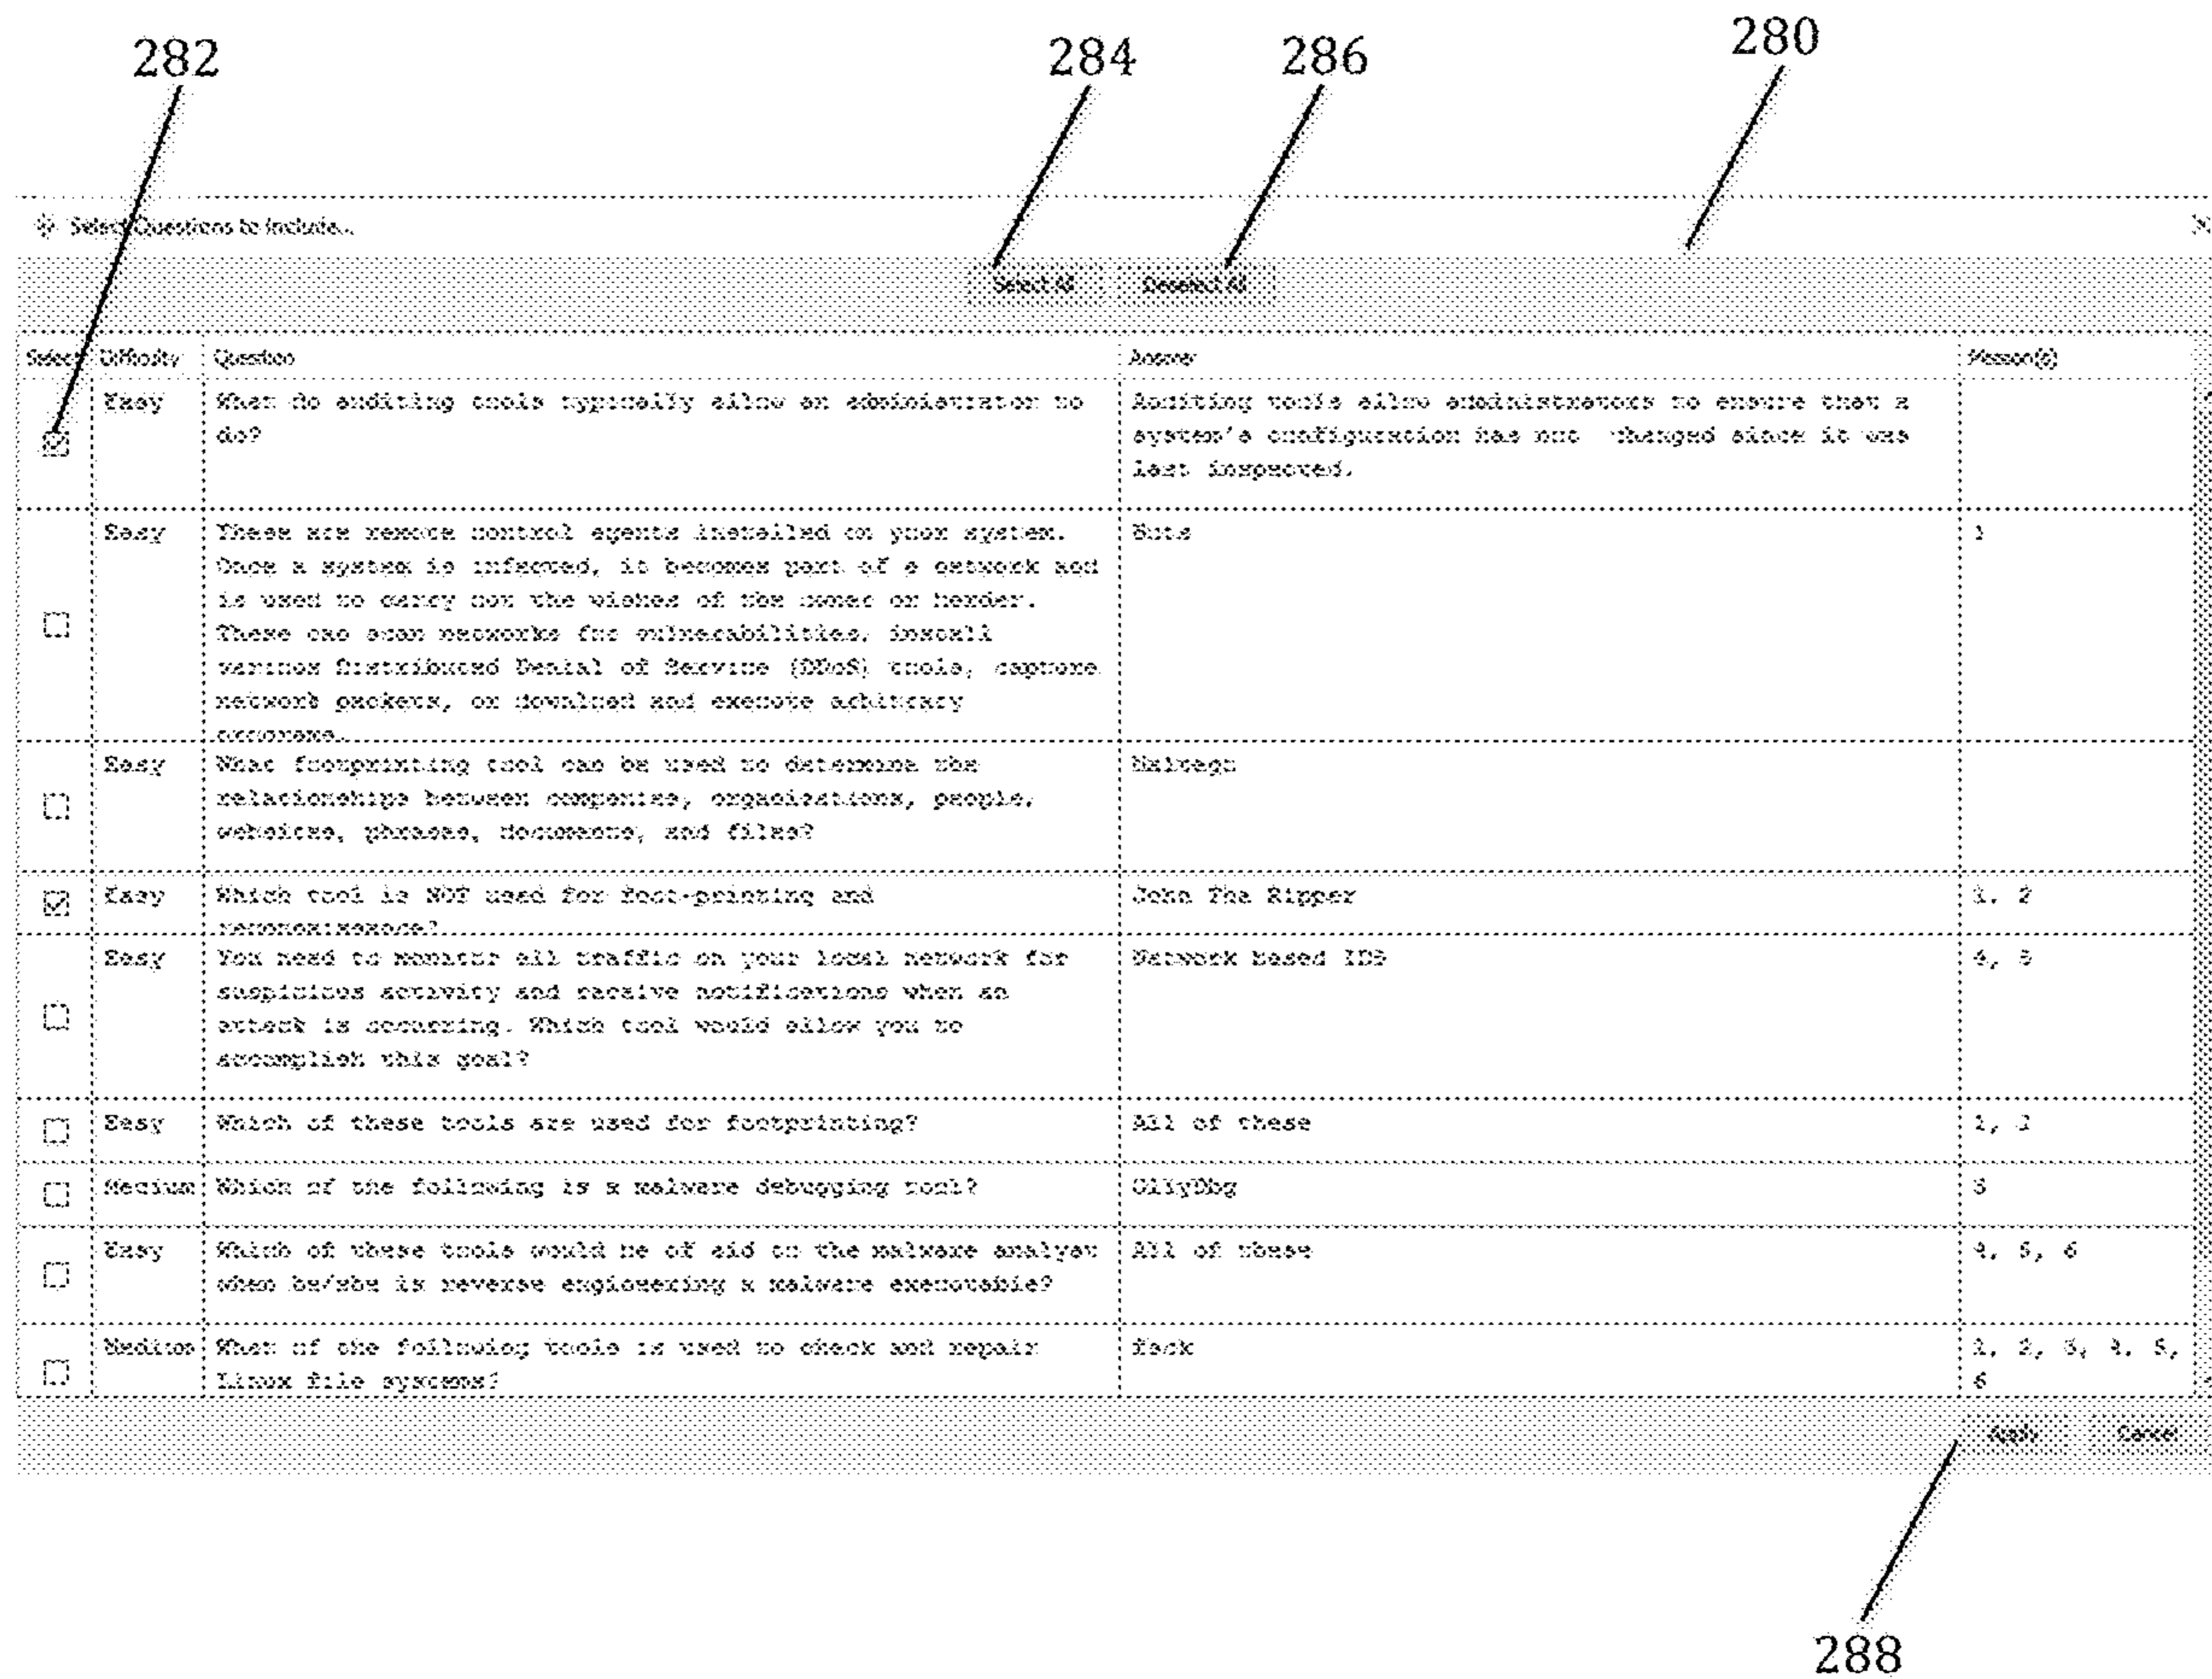 282
284
286
280
Select Questions to include...
Select All
Deselect All
Select
Difficulty
Question
Answer
Mission(s)
Easy
What do auditing tools typically allow an administrator to
do?
Auditing tools allow administrators to ensure that a
system's configuration has not changed since it was
last inspected.
Easy
These are remote control agents installed on your system.
Once a system is infected, it becomes part of a network and
is used to carry out the wishes of the owner or herder.
These can scan networks for vulnerabilities, install
various Distributed Denial of Service (DDoS) tools, capture
network packets, or download and execute arbitrary
programs.
Bots
Easy
What footprinting tool can be used to determine the
relationships between companies, organizations, people,
websites, phrases, documents, and files?
Maltego
Easy
Which tool is NOT used for foot-printing and
reconnaissance?
John The Ripper
Easy
You need to monitor all traffic on your local network for
suspicious activity and receive notifications when an
attack is occurring. Which tool would allow you to
accomplish this goal?
Network based IDS
Easy
Which of these tools are used for footprinting?
All of these
Medium
Which of the following is a malware debugging tool?
OllyDbg
Easy
Which of these tools would be of aid to the malware analyst
when he/she is reverse engineering a malware executable?
All of these
4, 5, 6
Medium
What of the following tools is used to check and repair
Linux file systems?
fsck
1, 2, 3, 4, 5,
6
Apply
Cancel
288